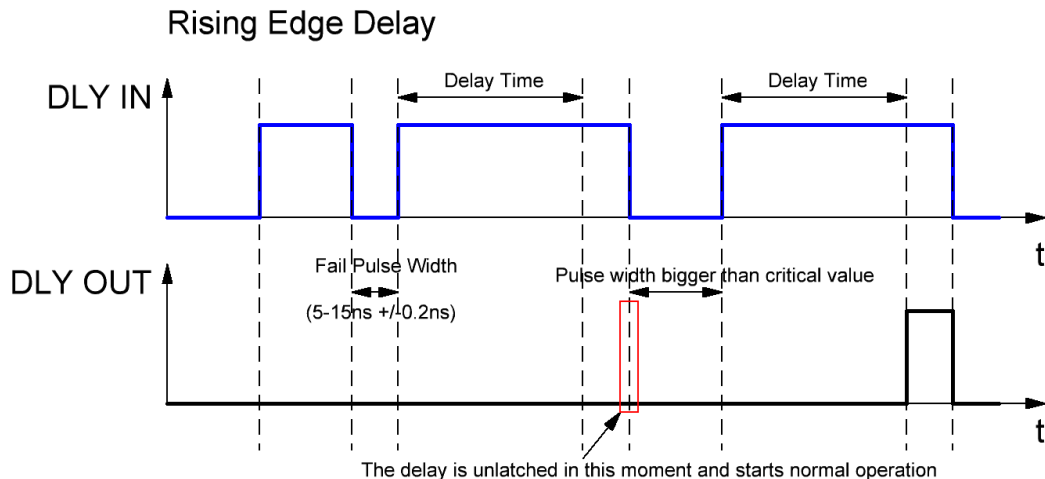 Rising Edge Delay
DLY IN
Delay Time
Delay Time
t
DLY OUT
Fail Pulse Width
(5-15ns +/-0.2ns)
Pulse width bigger than critical value
t
The delay is unlatched in this moment and starts normal operation